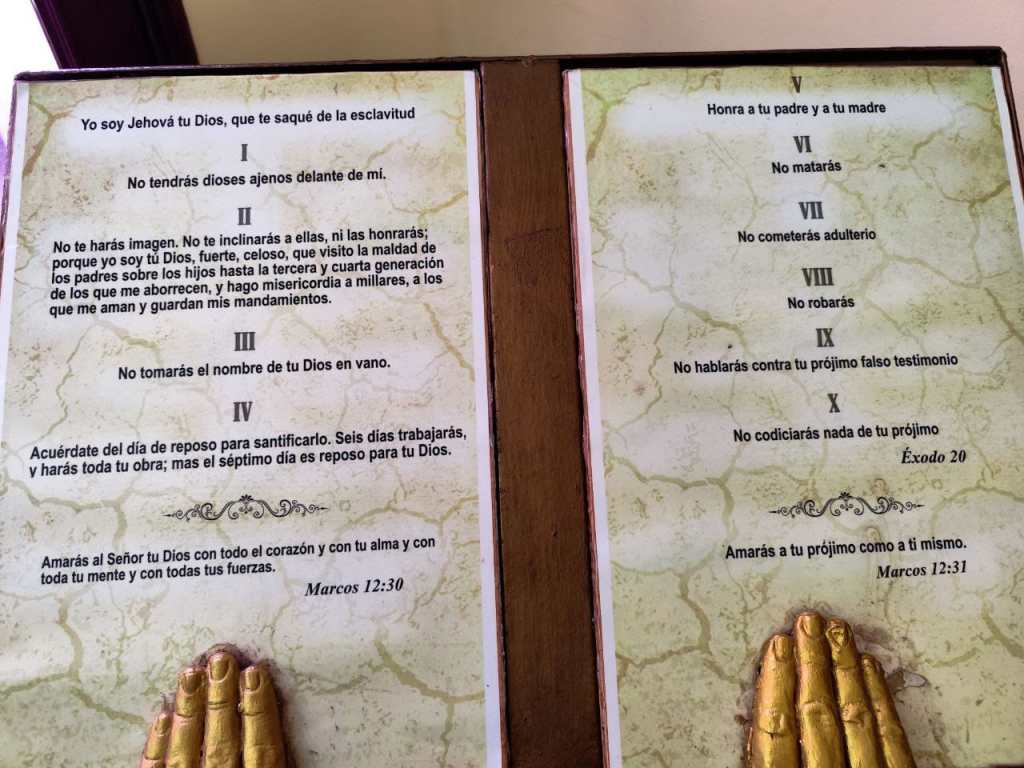 Yo soy Jehová tu Dios, que te saqué de la esclavitud
I
No tendrás dioses ajenos delante de mí.
II
No te harás imagen. No te inclinarás a ellas, ni las honrarás;
porque yo soy tú Dios, fuerte, celoso, que visito la maldad de
los padres sobre los hijos hasta la tercera y cuarta generación
de los que me aborrecen, y hago misericordia a millares, a los
que me aman y guardan mis mandamientos.
III
No tomarás el nombre de tu Dios en vano.
IV
Acuérdate del día de reposo para santificarlo. Seis días trabajarás,
y harás toda tu obra; mas el séptimo día es reposo para tu Dios.
Amarás al Señor tu Dios con todo el corazón y con tu alma y con
toda tu mente y con todas tus fuerzas.
Marcos 12:30
V
Honra a tu padre y a tu madre
VI
No matarás
VII
No cometerás adulterio
VIII
No robarás
IX
No hablarás contra tu prójimo falso testimonio
X
No codiciarás nada de tu prójimo
Éxodo 20
Amarás a tu prójimo como a ti mismo.
Marcos 12:31